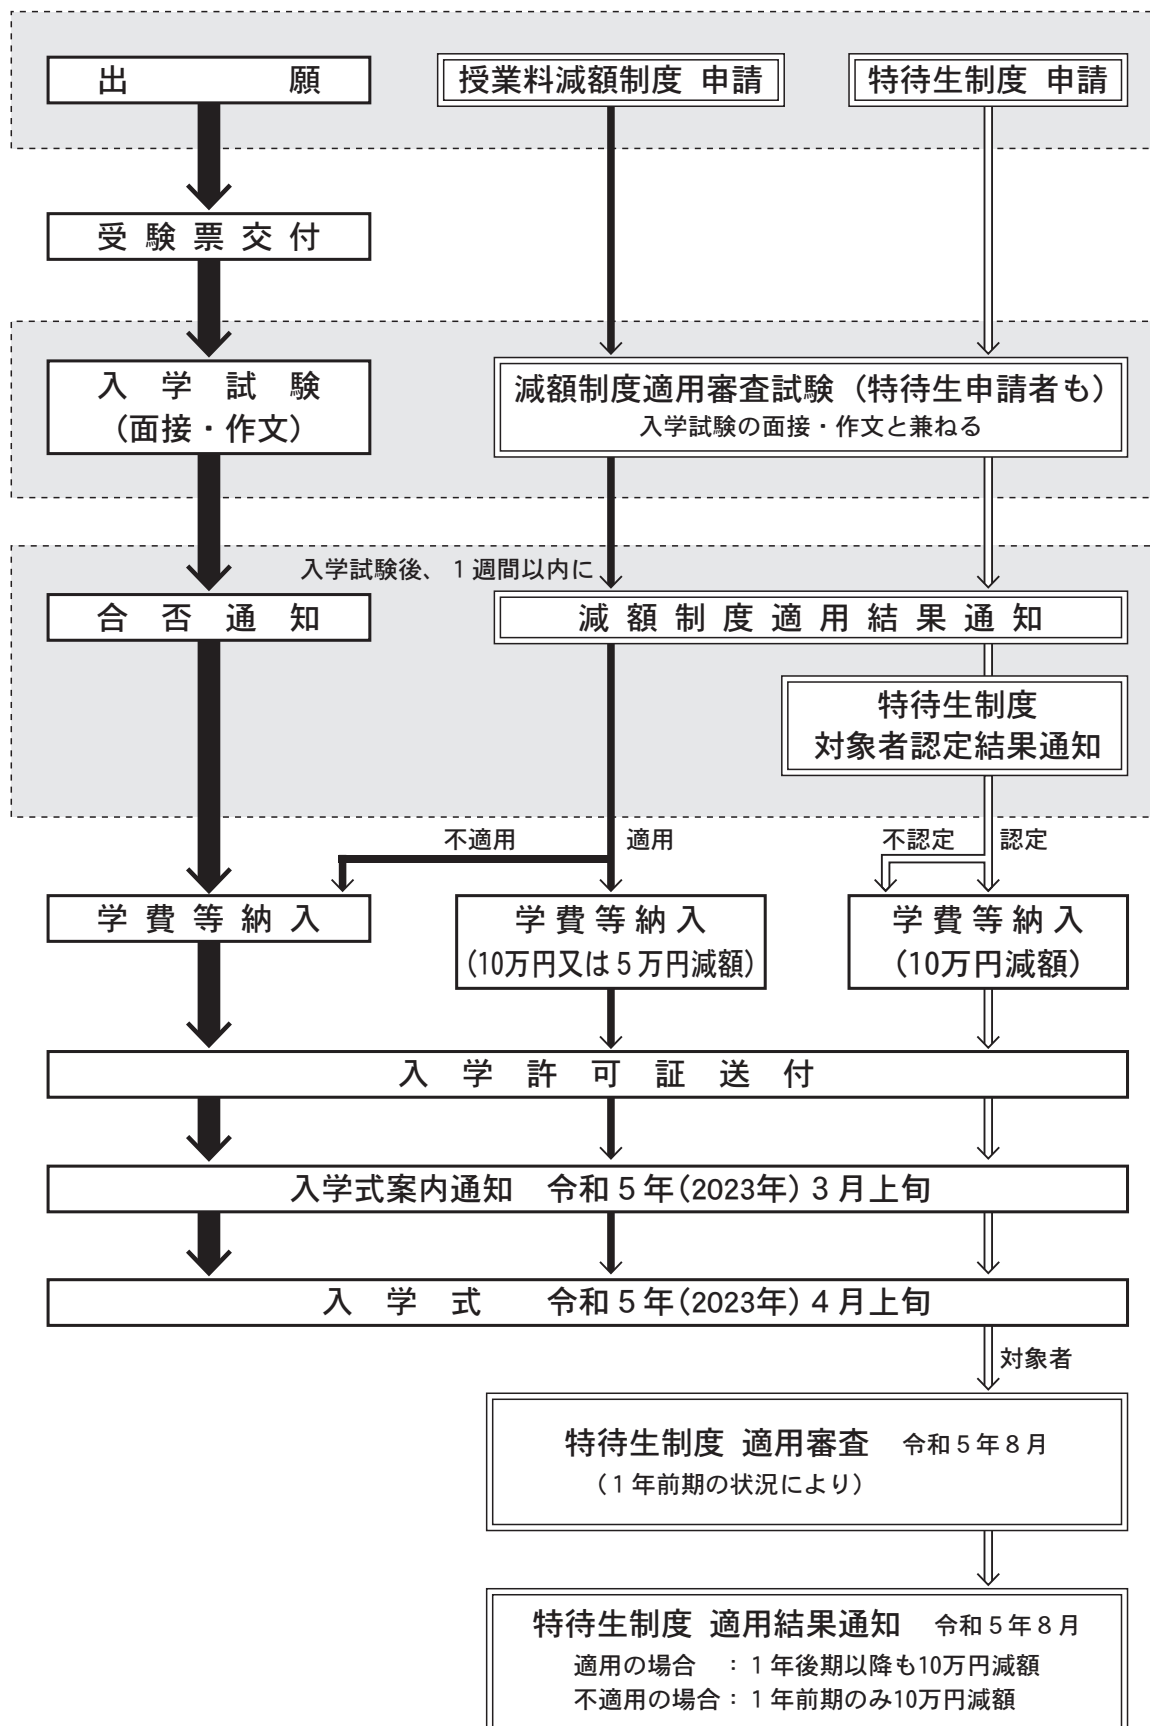 出願
授業料減額制度 申請
特待生制度 申請
受験票交付
入学試験
(面接・作文)
減額制度適用審査試験（特待生申請者も）
入学試験の面接・作文と兼ねる
入学試験後、1週間以内に
合否通知
減額制度適用結果通知
特待生制度
対象者認定結果通知
不適用
適用
不認定
認定
学費等納入
学費等納入
(10万円又は5万円減額)
学費等納入
(10万円減額)
入学許可証送付
入学式案内通知　令和5年(2023年)3月上旬
入学式　令和5年(2023年)4月上旬
対象者
特待生制度 適用審査　令和5年8月
（1年前期の状況により）
特待生制度 適用結果通知　令和5年8月
適用の場合　：1年後期以降も10万円減額
不適用の場合：1年前期のみ10万円減額